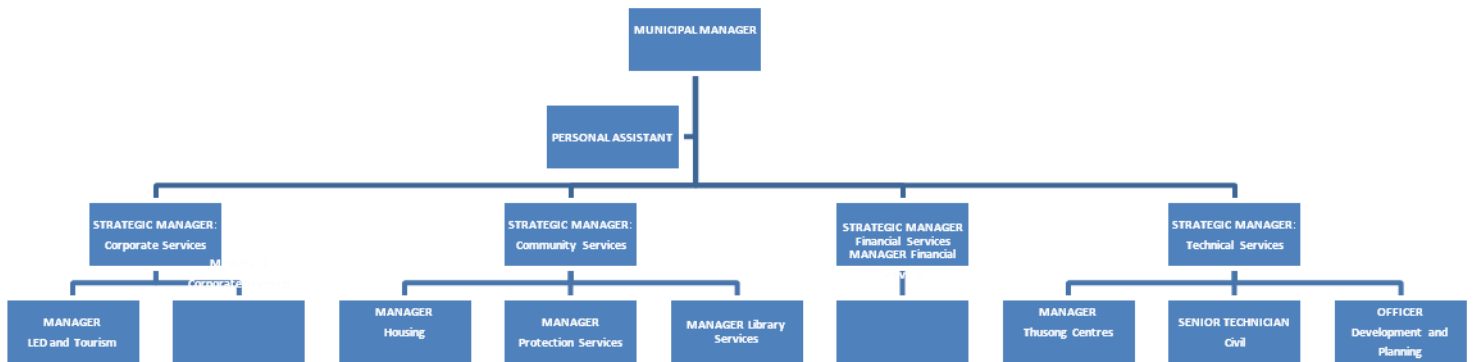 MUNICIPAL MANAGER
PERSONAL ASSISTANT
STRATEGIC MANAGER:
Corporate Services
STRATEGIC MANAGER:
Community Services
STRATEGIC MANAGER
Financial Services
MANAGER Financial
STRATEGIC MANAGER:
Technical Services
Corporate
MANAGER
LED and Tourism
MANAGER
Housing
MANAGER
Protection Services
MANAGER Library
Services
MANAGER
Thusong Centres
SENIOR TECHNICIAN
Civil
OFFICER
Development and
Planning